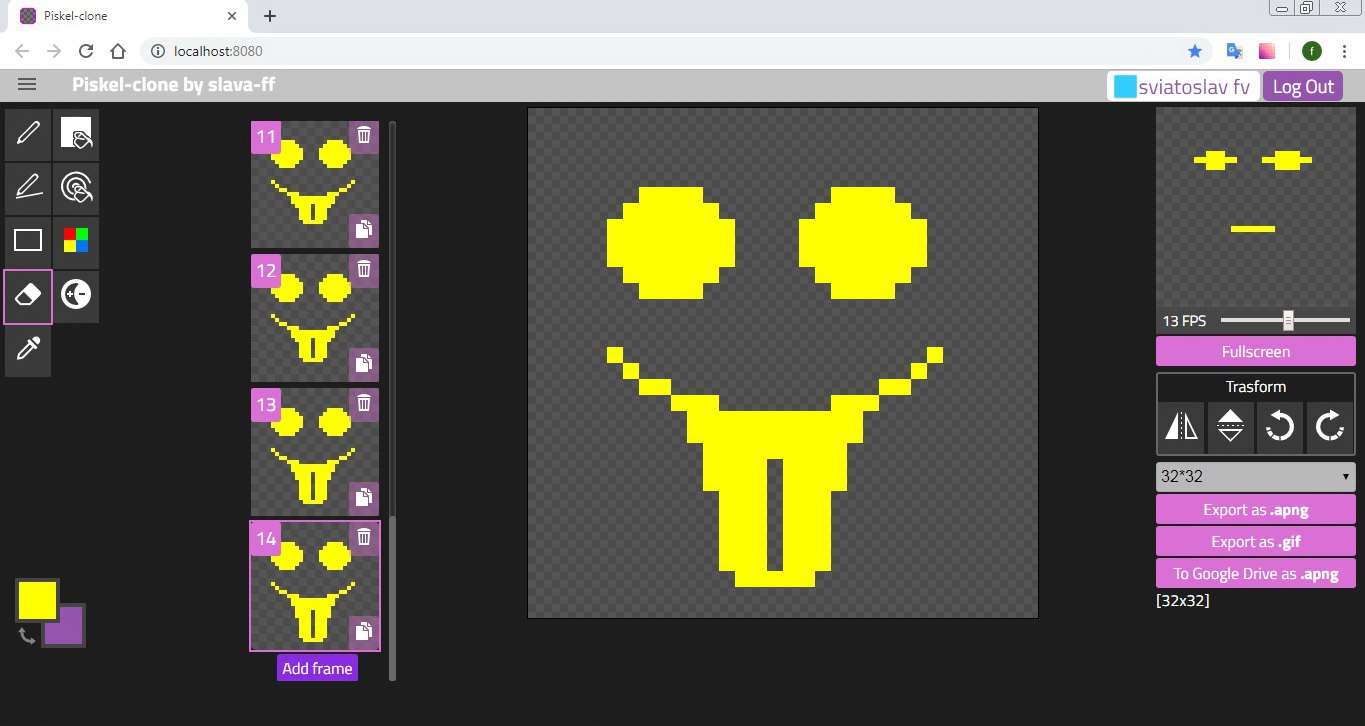 Piskel-clone
localhost:8080
f
Piskel-clone by slava-ff
sviatoslav fv
Log Out
11
12
13
14
Add frame
13 FPS
Fullscreen
Trasform
32*32
Export as .apng
Export as .gif
To Google Drive as .apng
[32x32]